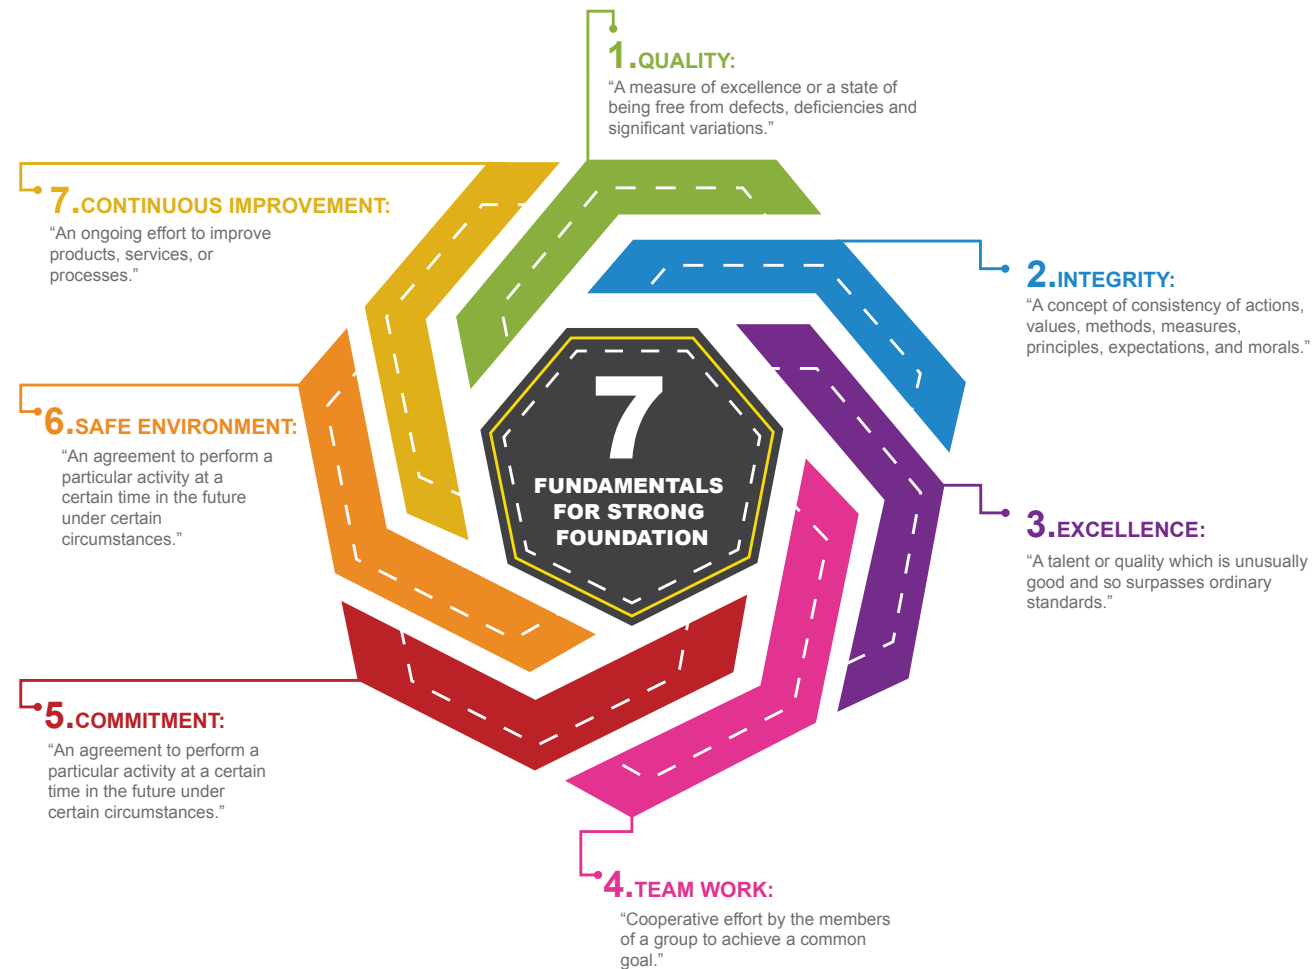 1.QUALITY:
“A measure of excellence or a state of
being free from defects, deficiencies and
significant variations.”
2.INTEGRITY:
“A concept of consistency of actions,
values, methods, measures,
principles, expectations, and morals.”
3.EXCELLENCE:
“A talent or quality which is unusually
good and so surpasses ordinary
standards.”
4.TEAM WORK:
“Cooperative effort by the members
of a group to achieve a common
goal.”
5.COMMITMENT:
“An agreement to perform a
particular activity at a certain
time in the future under
certain circumstances.”
6.SAFE ENVIRONMENT:
“An agreement to perform a
particular activity at a
certain time in the future
under certain
circumstances.”
7.CONTINUOUS IMPROVEMENT:
“An ongoing effort to improve
products, services, or
processes.”
7
FUNDAMENTALS
FOR STRONG
FOUNDATION